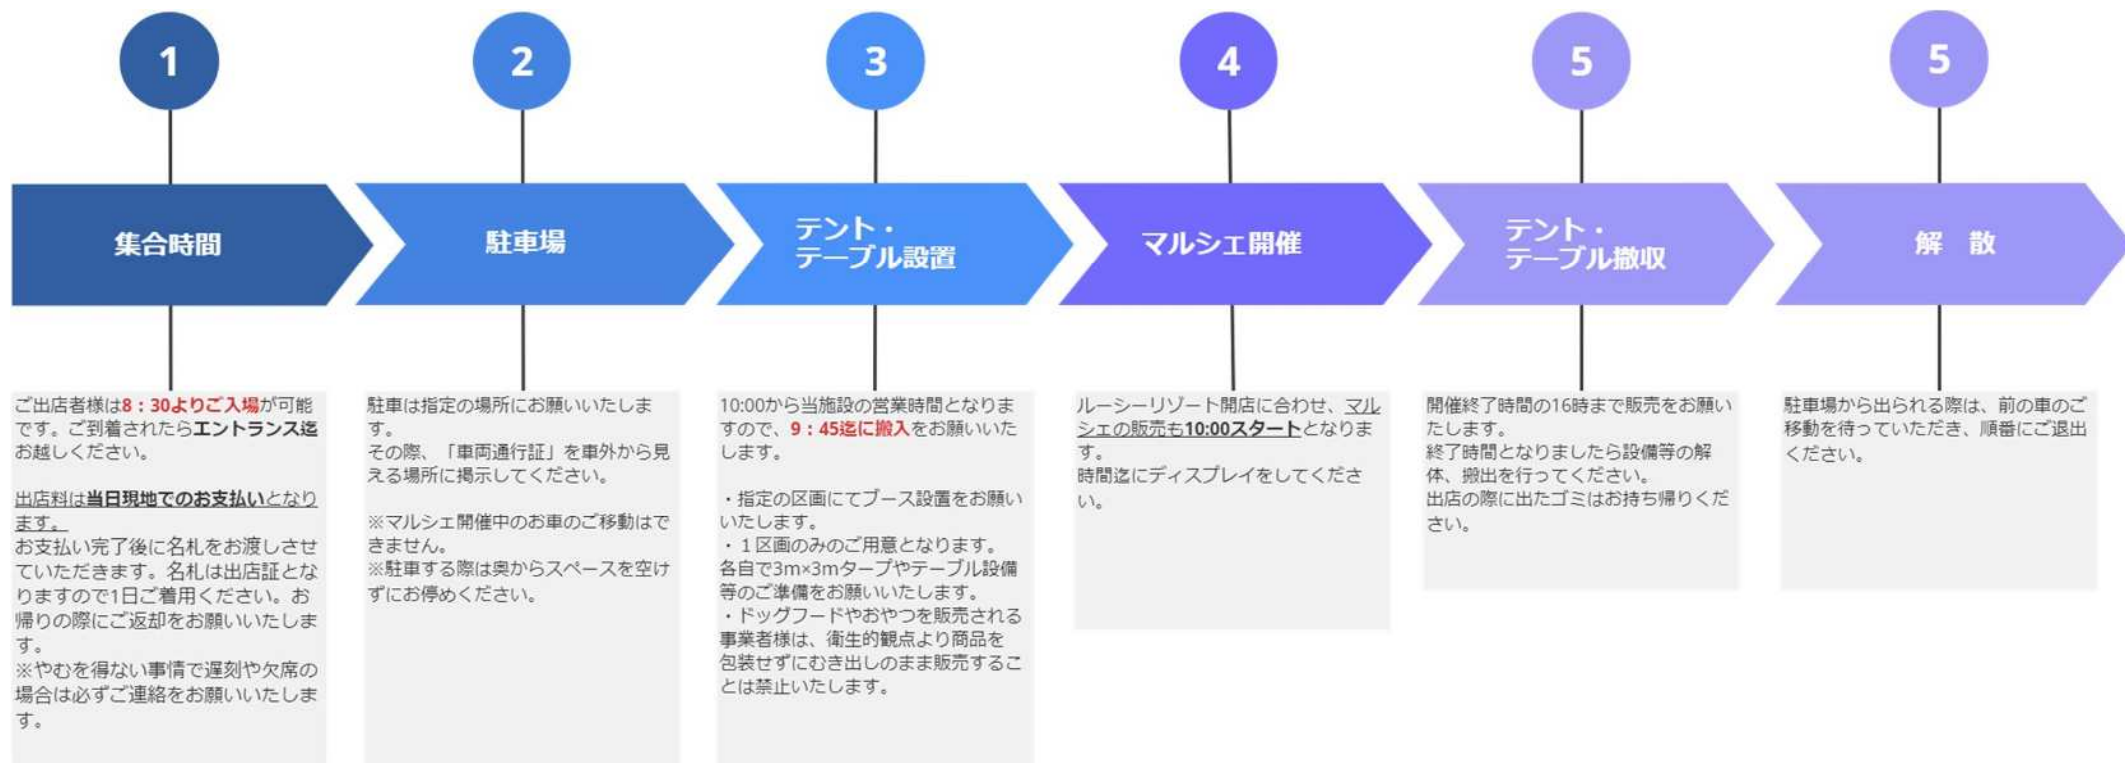 1
2
3
4
5
5
集合時間
駐車場
テント・
テーブル設置
マルシェ開催
テント・
テーブル撤収
解　散
ご出店者様は8：30よりご入場が可能
です。ご到着されたらエントランス迄
お越しください。
出店料は当日現地でのお支払いとなり
ます。
お支払い完了後に名札をお渡しさせ
ていただきます。名札は出店証とな
りますので1日ご着用ください。お
帰りの際にご返却をお願いいたしま
す。
※やむを得ない事情で遅刻や欠席の
場合は必ずご連絡をお願いいたしま
す。
駐車は指定の場所にお願いいたしま
す。
その際、「車両通行証」を車外から見
える場所に掲示してください。
※マルシェ開催中のお車のご移動はで
きません。
※駐車する際は奥からスペースを空け
ずにお停めください。
10:00から当施設の営業時間となりま
すので、9：45迄に搬入をお願いいた
します。
・指定の区画にてブース設置をお願い
いたします。
・１区画のみのご用意となります。
各自で3m×3mタープやテーブル設備
等のご準備をお願いいたします。
・ドッグフードやおやつを販売される
事業者様は、衛生的観点より商品を
包装せずにむき出しのまま販売するこ
とは禁止いたします。
ルーシーリゾート開店に合わせ、マル
シェの販売も10:00スタートとなりま
す。
時間迄にディスプレイをしてくださ
い。
開催終了時間の16時まで販売をお願い
いたします。
終了時間となりましたら設備等の解
体、搬出を行ってください。
出店の際に出たゴミはお持ち帰りくだ
さい。
駐車場から出られる際は、前の車のご
移動を待っていただき、順番にご退出
ください。